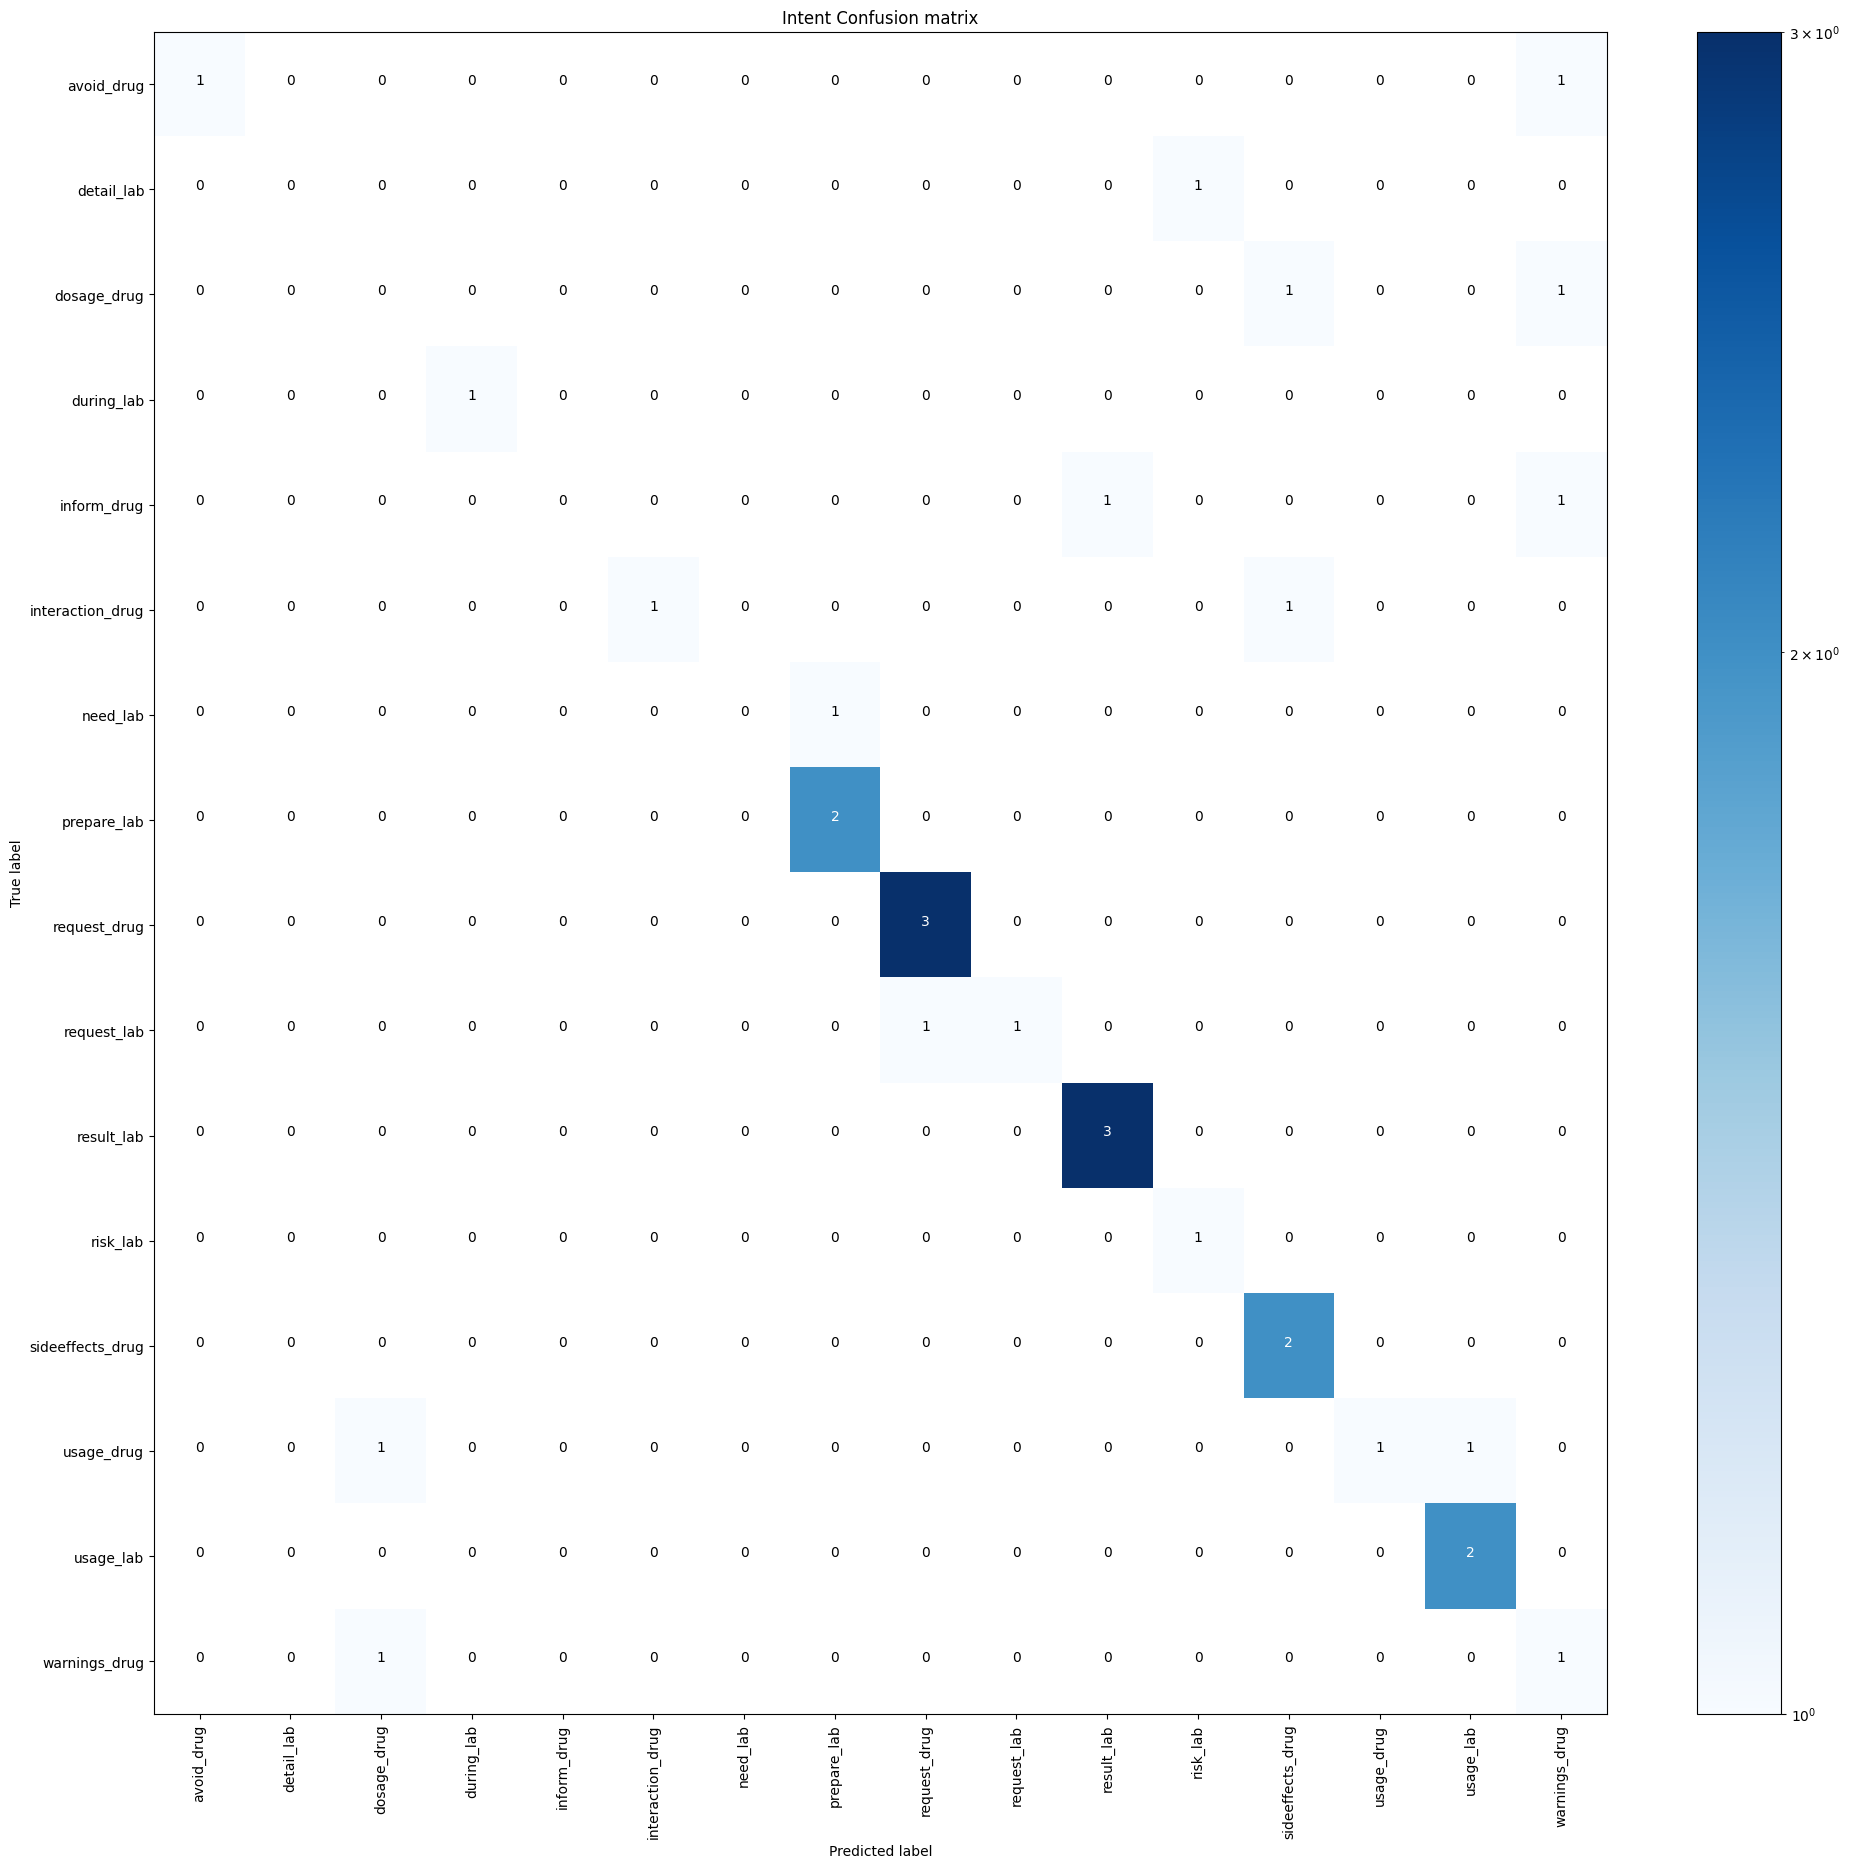 Intent Confusion matrix
avoid_drug 1 0 0 0 0 0 0 0 0 0 0 0 0 0 0 1
detail_lab 0 0 0 0 0 0 0 0 0 0 0 1 0 0 0 0
dosage_drug 0 0 0 0 0 0 0 0 0 0 0 0 1 0 0 1
during_lab 0 0 0 1 0 0 0 0 0 0 0 0 0 0 0 0
inform_drug 0 0 0 0 0 0 0 0 0 0 1 0 0 0 0 1
interaction_drug 0 0 0 0 0 1 0 0 0 0 0 0 1 0 0 0
need_lab 0 0 0 0 0 0 0 1 0 0 0 0 0 0 0 0
prepare_lab 0 0 0 0 0 0 0 2 0 0 0 0 0 0 0 0
request_drug 0 0 0 0 0 0 0 0 3 0 0 0 0 0 0 0
request_lab 0 0 0 0 0 0 0 0 1 1 0 0 0 0 0 0
result_lab 0 0 0 0 0 0 0 0 0 0 3 0 0 0 0 0
risk_lab 0 0 0 0 0 0 0 0 0 0 0 1 0 0 0 0
sideeffects_drug 0 0 0 0 0 0 0 0 0 0 0 0 2 0 0 0
usage_drug 0 0 1 0 0 0 0 0 0 0 0 0 0 1 1 0
usage_lab 0 0 0 0 0 0 0 0 0 0 0 0 0 0 2 0
warnings_drug 0 0 1 0 0 0 0 0 0 0 0 0 0 0 0 1
True label
avoid_drug
detail_lab
dosage_drug
during_lab
inform_drug
interaction_drug
need_lab
prepare_lab
request_drug
request_lab
result_lab
risk_lab
sideeffects_drug
usage_drug
usage_lab
warnings_drug
Predicted label
3 × 10⁰
2 × 10⁰
10⁰